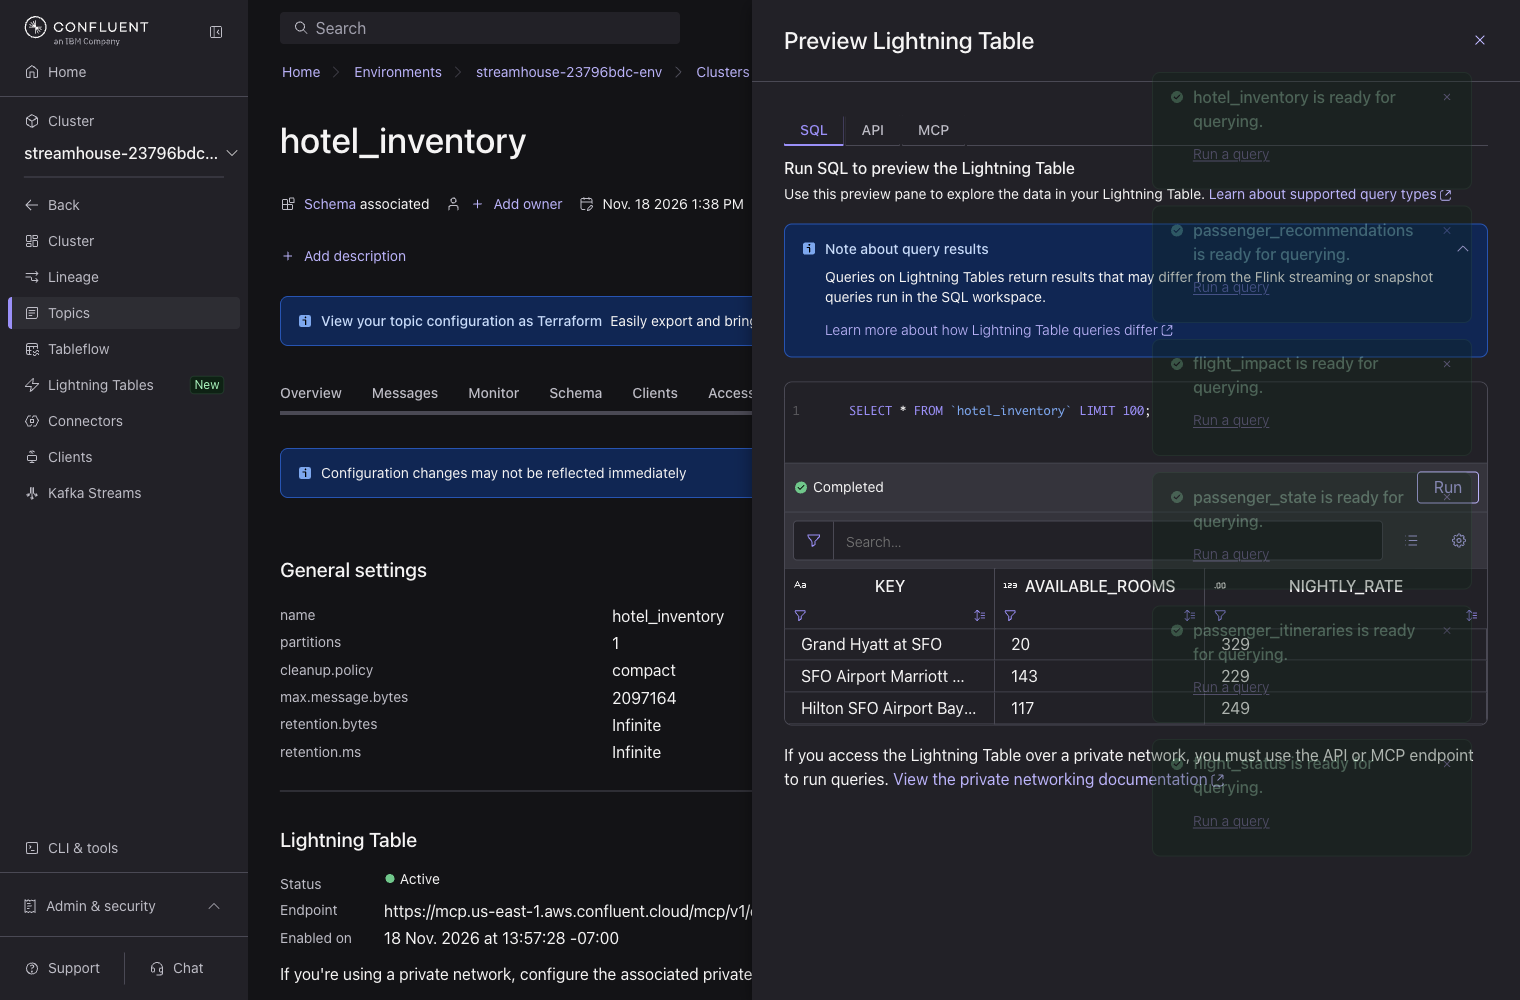 CONFLUENT
an IBM Company
Home
Cluster
streamhouse-23796bdc...
Back
Cluster
Lineage
Topics
Tableflow
Lightning Tables New
Connectors
Clients
Kafka Streams
CLI & tools
Admin & security
Support Chat
Search
Home Environments streamhouse-23796bdc-env Clusters
hotel_inventory
Schema associated Add owner Nov. 18 2026 1:38 PM
Add description
View your topic configuration as Terraform Easily export and bring
Overview Messages Monitor Schema Clients Access
Configuration changes may not be reflected immediately
General settings
name hotel_inventory
partitions 1
cleanup.policy compact
max.message.bytes 2097164
retention.bytes Infinite
retention.ms Infinite
Lightning Table
Status Active
Endpoint https://mcp.us-east-1.aws.confluent.cloud/mcp/v1/
Enabled on 18 Nov. 2026 at 13:57:28 -07:00
If you're using a private network, configure the associated private
Preview Lightning Table
SQL API MCP
Run SQL to preview the Lightning Table
Use this preview pane to explore the data in your Lightning Table. Learn about supported query types
Note about query results
Queries on Lightning Tables return results that may differ from the Flink streaming or snapshot
queries run in the SQL workspace.
Learn more about how Lightning Table queries differ
1 SELECT * FROM `hotel_inventory` LIMIT 100;
Completed
Run
Search...
Aa KEY 123 AVAILABLE_ROOMS .00 NIGHTLY_RATE
Grand Hyatt at SFO 20 329
SFO Airport Marriott ... 143 229
Hilton SFO Airport Bay... 117 249
If you access the Lightning Table over a private network, you must use the API or MCP endpoint
to run queries. View the private networking documentation
hotel_inventory is ready for
querying.
Run a query
passenger_recommendations
is ready for querying.
Run a query
flight_impact is ready for
querying.
Run a query
passenger_state is ready for
querying.
Run a query
passenger_itineraries is ready
for querying.
Run a query
flight_status is ready for
querying.
Run a query